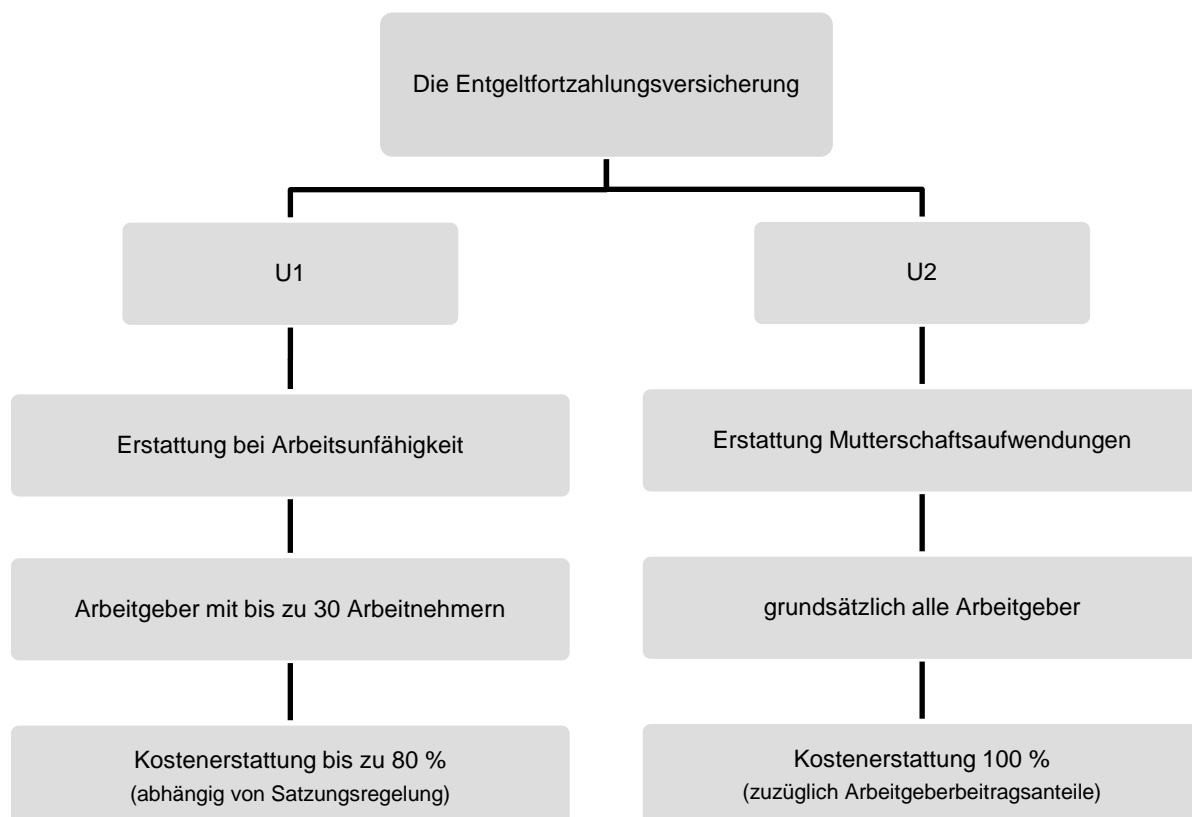 Die Entgeltfortzahlungsversicherung
U1
Erstattung bei Arbeitsunfähigkeit
Arbeitgeber mit bis zu 30 Arbeitnehmern
Kostenerstattung bis zu 80 %
(abhängig von Satzungsregelung)
U2
Erstattung Mutterschaftsaufwendungen
grundsätzlich alle Arbeitgeber
Kostenerstattung 100 %
(zuzüglich Arbeitgeberbeitragsanteile)